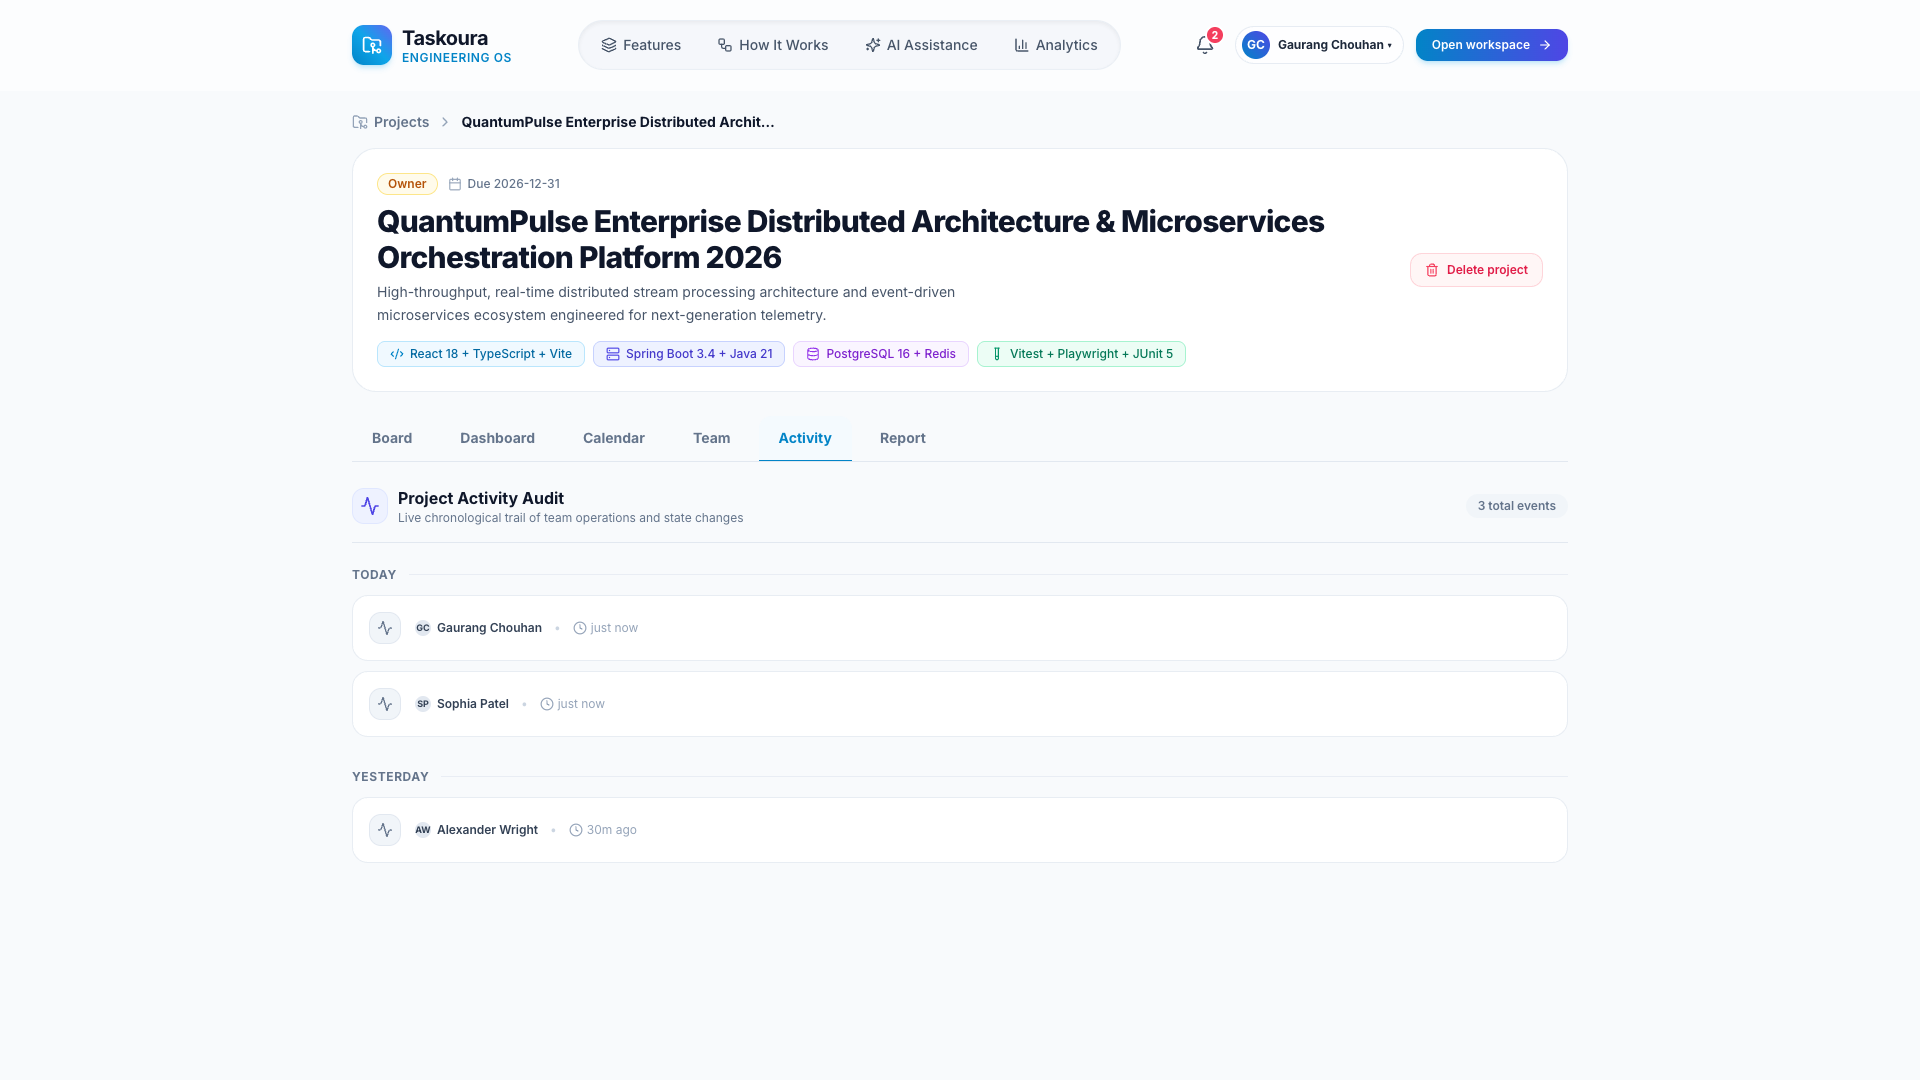 Taskoura
ENGINEERING OS
Features
How It Works
AI Assistance
Analytics
2
GC
Gaurang Chouhan
Open workspace
Projects
QuantumPulse Enterprise Distributed Archit...
Owner
Due 2026-12-31
QuantumPulse Enterprise Distributed Architecture & Microservices
Orchestration Platform 2026
High-throughput, real-time distributed stream processing architecture and event-driven
microservices ecosystem engineered for next-generation telemetry.
Delete project
React 18 + TypeScript + Vite
Spring Boot 3.4 + Java 21
PostgreSQL 16 + Redis
Vitest + Playwright + JUnit 5
Board
Dashboard
Calendar
Team
Activity
Report
Project Activity Audit
Live chronological trail of team operations and state changes
3 total events
TODAY
GC Gaurang Chouhan • just now
SP Sophia Patel • just now
YESTERDAY
AW Alexander Wright • 30m ago